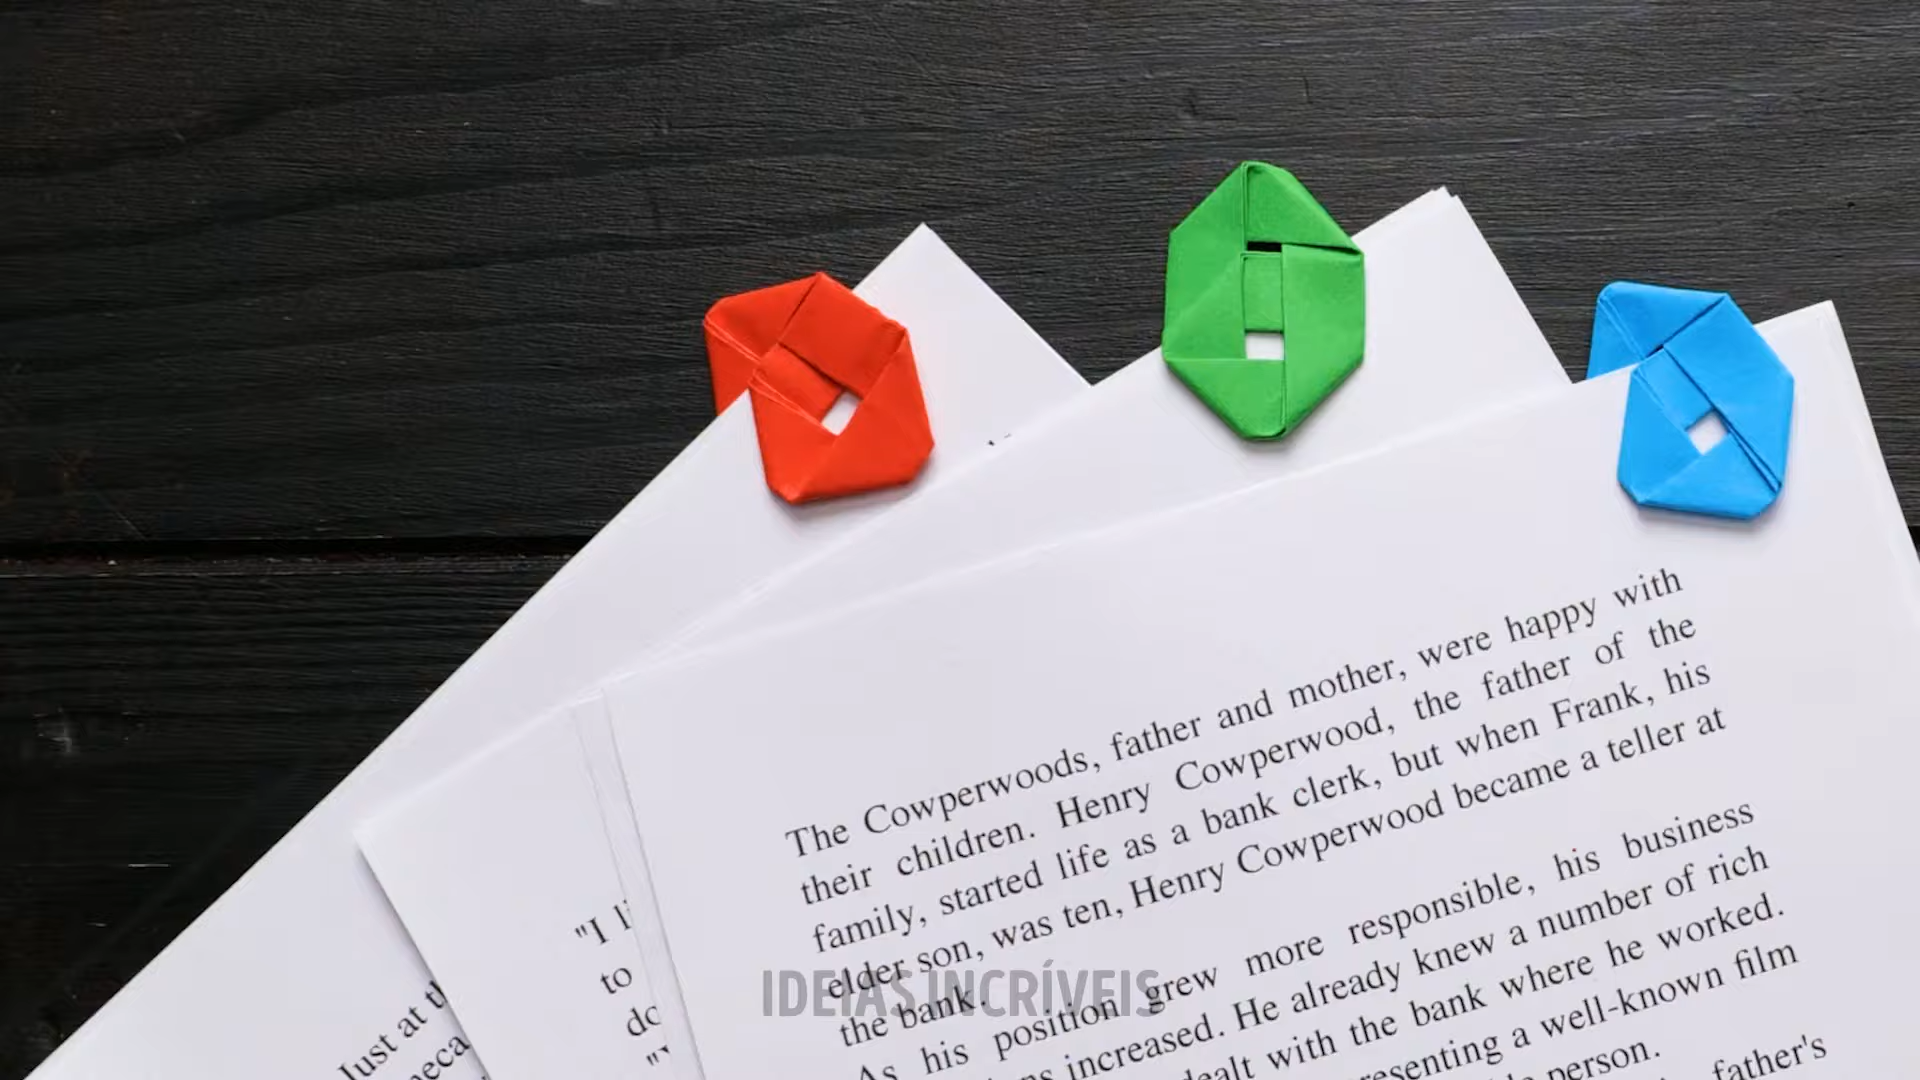 The Cowperwoods, father and mother, were happy with
their children. Henry Cowperwood, the father of the
family, started life as a bank clerk, but when Frank, his
elder son, was ten, Henry Cowperwood became a teller at
the bank.
As his position grew more responsible, his business
increased. He already knew a number of rich
dealt with the bank where he worked.
a well-known film
person.
father's
"I
to
Just at
IDEIAS INCRÍVEIS